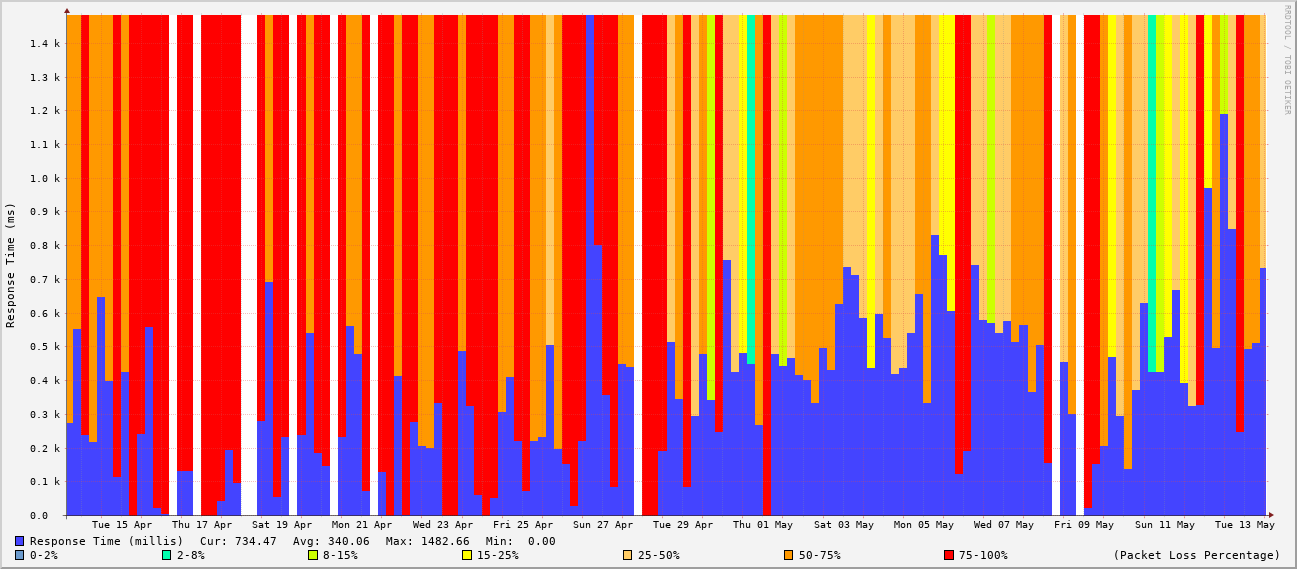 RRDTOOL / TOBI OETIKER
Response Time (ms)
1.4 k
1.3 k
1.2 k
1.1 k
1.0 k
0.9 k
0.8 k
0.7 k
0.6 k
0.5 k
0.4 k
0.3 k
0.2 k
0.1 k
0.0
Tue 15 Apr Thu 17 Apr Sat 19 Apr Mon 21 Apr Wed 23 Apr Fri 25 Apr Sun 27 Apr Tue 29 Apr Thu 01 May Sat 03 May Mon 05 May Wed 07 May Fri 09 May Sun 11 May Tue 13 May
Response Time (millis) Cur: 734.47 Avg: 340.06 Max: 1482.66 Min: 0.00
0-2% 2-8% 8-15% 15-25% 25-50% 50-75% 75-100% (Packet Loss Percentage)